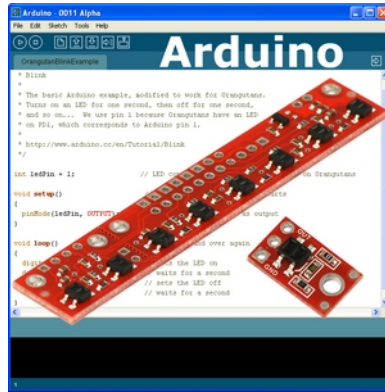 Arduino - 0011 Alpha
File Edit Sketch Tools Help
Arduino
OrangutanBlinkExample
* Blink
*
* The basic Arduino example, modified to work for Orangutans.
* Turns on an LED for one second, then off for one second,
* and so on... We use pin 1 because Orangutans have an LED
* on PD1, which corresponds to Arduino pin 1.
*
* http://www.arduino.cc/en/Tutorial/Blink
*/
int ledPin = 1; // LED on Orangutans
void setup()
{
pinMode(ledPin, OUTPUT) as output
}
void loop() and over again
{
the LED on
// waits for a second
// sets the LED off
// waits for a second
}
OUT
GND
1